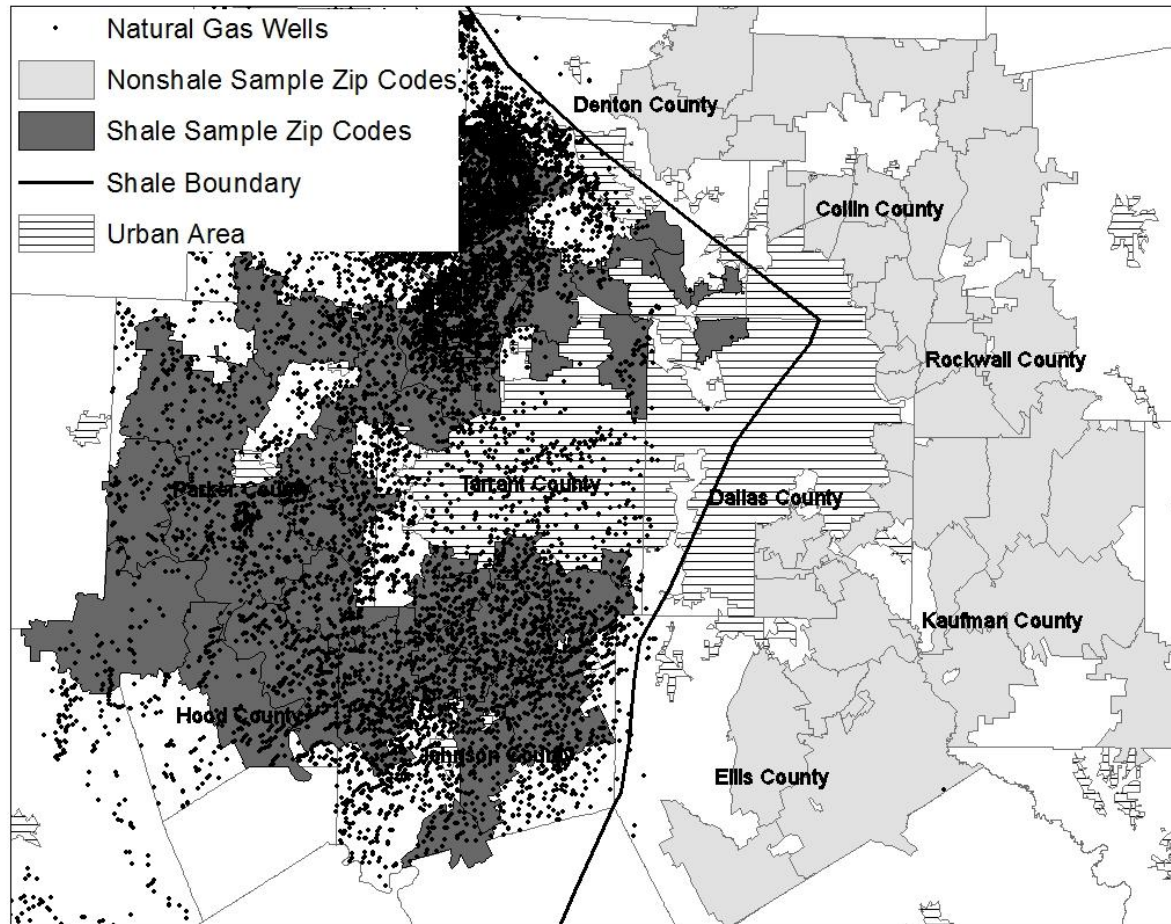 Natural Gas Wells
Nonshale Sample Zip Codes
Shale Sample Zip Codes
Shale Boundary
Urban Area
Denton County
Collin County
Rockwall County
Parker County
Tarrant County
Dallas County
Kaufman County
Hood County
Johnson County
Ellis County